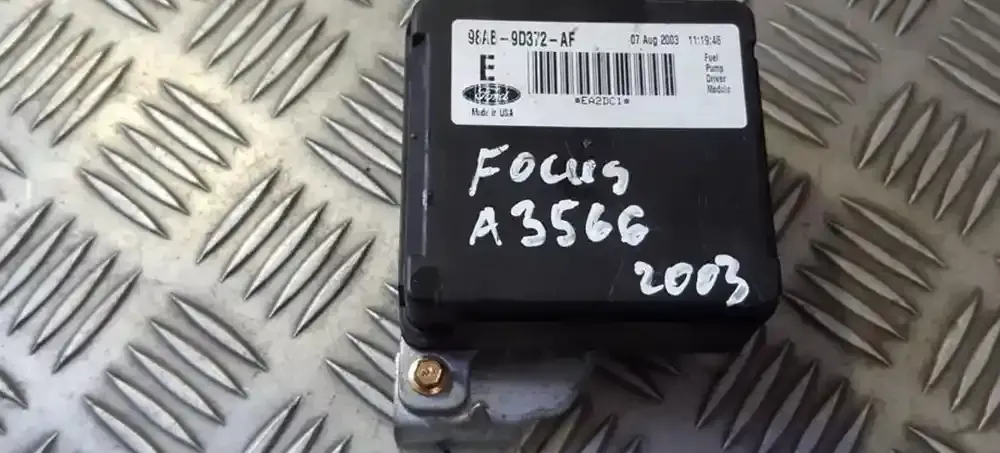 98AB-9D372-AF
07 Aug 2003 11:19:46
E
Fuel
Pump
Driver
Module
Ford
*EA2DC1*
Made in USA
Focus
A3566
2003